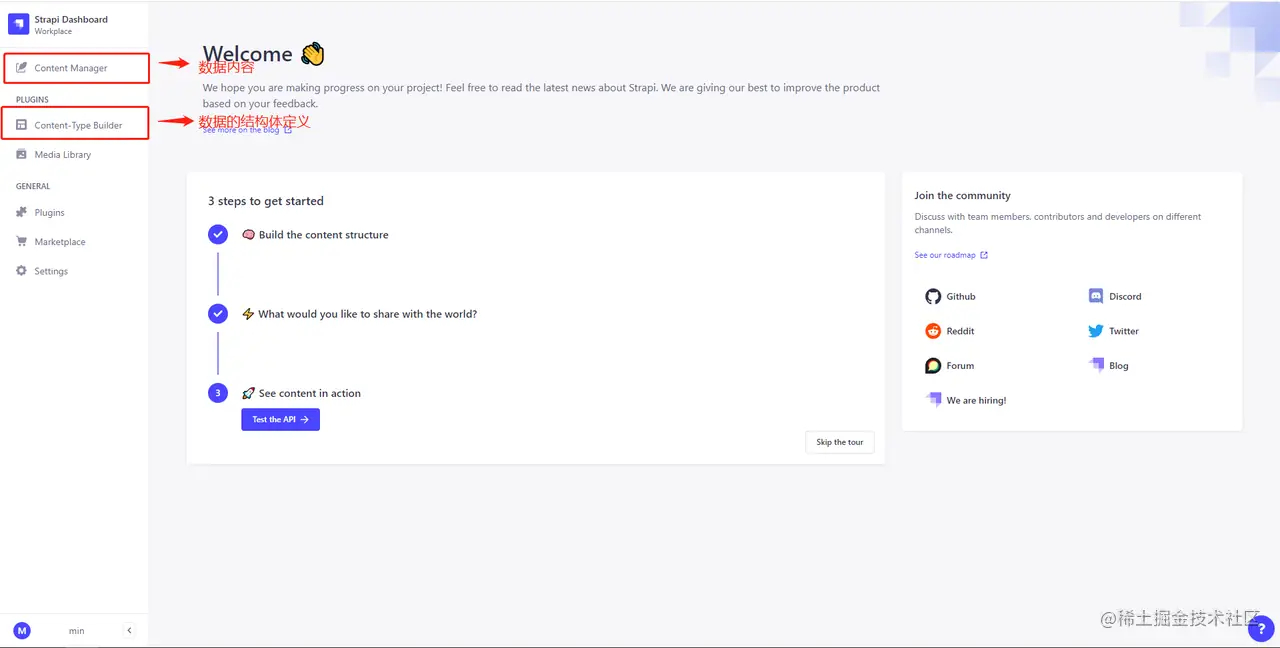 Strapi Dashboard
Workplace
Content Manager
PLUGINS
Content-Type Builder
Media Library
GENERAL
Plugins
Marketplace
Settings
M
min
Welcome 👋
数据内容
We hope you are making progress on your project! Feel free to read the latest news about Strapi. We are giving our best to improve the product
based on your feedback.
数据的结构体定义
See more on the blog
3 steps to get started
🧠 Build the content structure
⚡ What would you like to share with the world?
3
🚀 See content in action
Test the API →
Skip the tour
Join the community
Discuss with team members, contributors and developers on different
channels.
See our roadmap
Github
Discord
Reddit
Twitter
Forum
Blog
We are hiring!
@稀土掘金技术社区
?